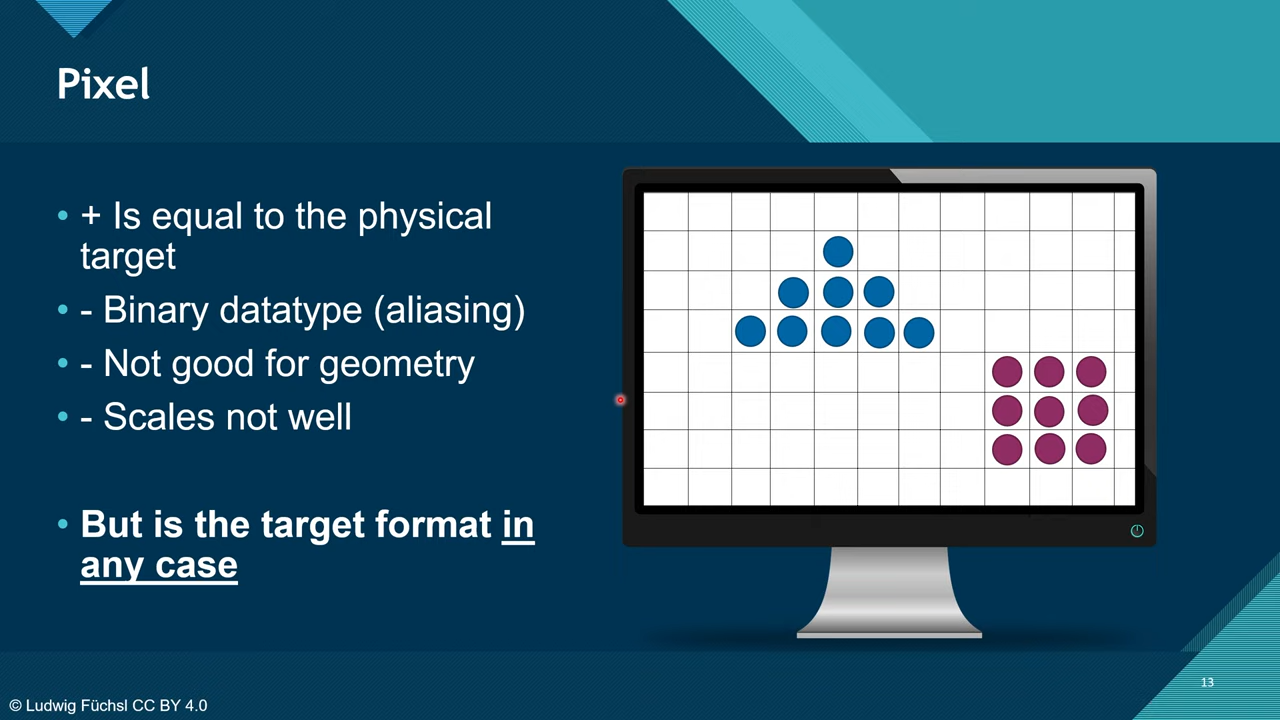 Pixel
• + Is equal to the physical
target
• - Binary datatype (aliasing)
• - Not good for geometry
• - Scales not well
• But is the target format in
any case
13
© Ludwig Füchsl CC BY 4.0